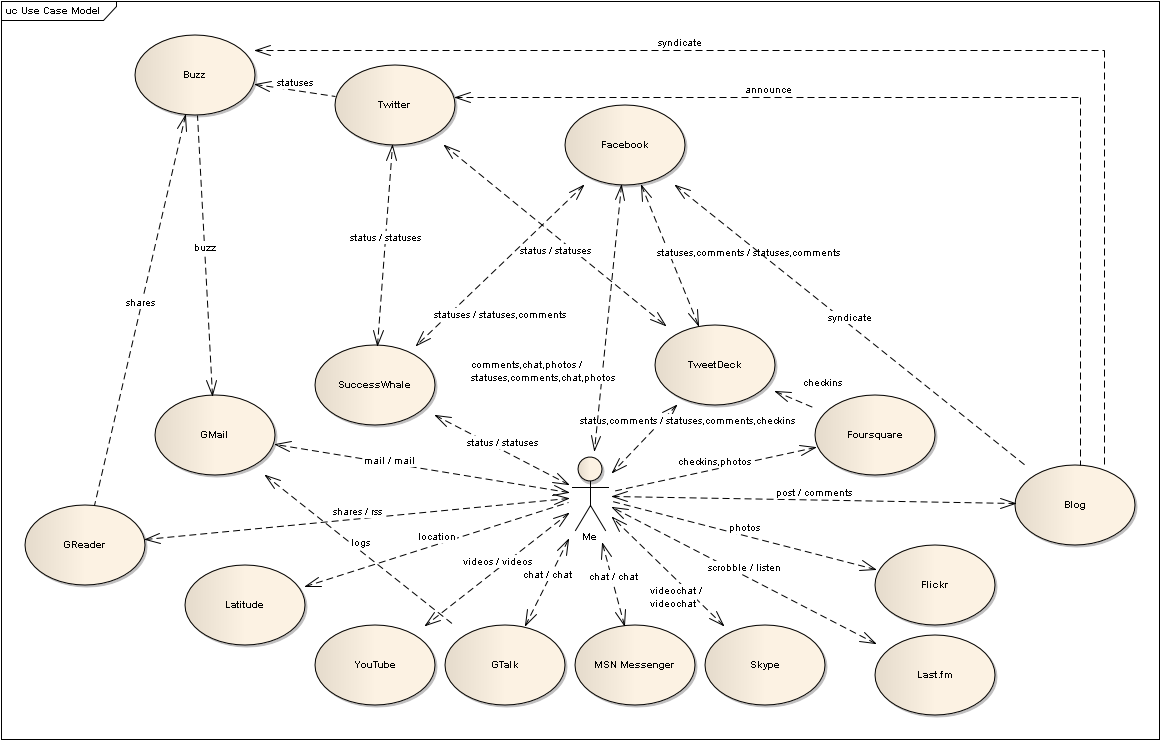 uc Use Case Model
syndicate
Buzz
statuses
Twitter
announce
Facebook
status / statuses
buzz
status / statuses
statuses,comments / statuses,comments
shares
statuses / statuses,comments
syndicate
comments,chat,photos /
statuses,comments,chat,photos
TweetDeck
SuccessWhale
checkins
status,comments / statuses,comments,checkins
GMail
Foursquare
status / statuses
mail / mail
checkins,photos
post / comments
Blog
shares / rss
photos
location
Me
GReader
logs
videos / videos
scrobble / listen
chat / chat
chat / chat
Flickr
videochat /
videochat
Latitude
YouTube
GTalk
MSN Messenger
Skype
Last.fm